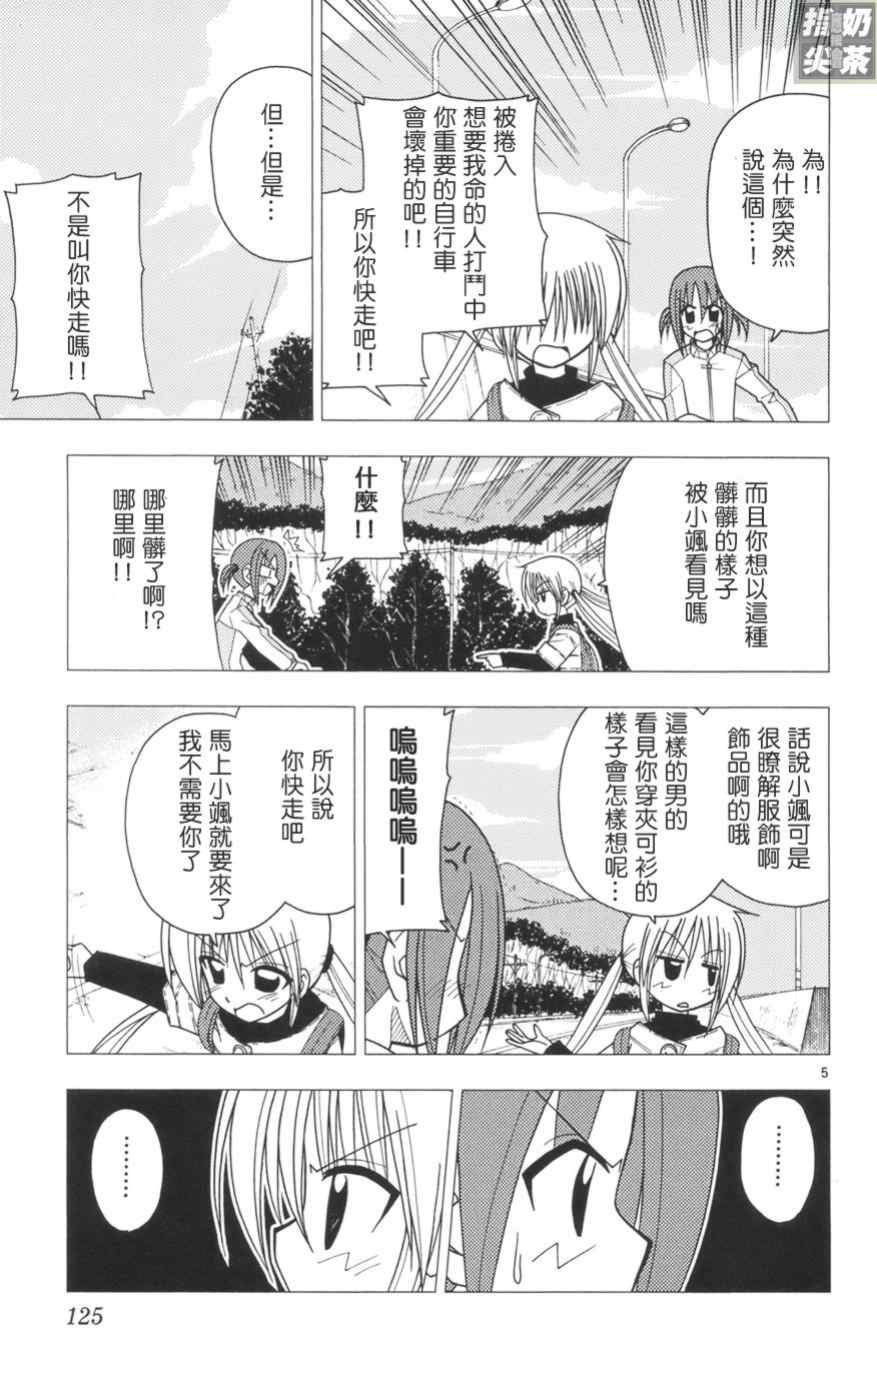 指奶
尖茶
為!!
為什麼突然
說這個…!
被捲入
想要我命的人打鬥中
你重要的自行車
會壞掉的吧!!
所以你快走吧!!
但…但是…
不是叫你快走嗎!!
而且你想以這種
髒髒的樣子
被小颯看見嗎
什麼!!
哪里髒了啊!?
哪里啊!!
話說小颯可是
很瞭解服飾啊
飾品啊的哦
這樣的男的
看見你穿夾可衫的
樣子會怎樣想呢…
嗚嗚嗚嗚——
所以說
你快走吧
馬上小颯就要來了
我不需要你了
5
………
………
125